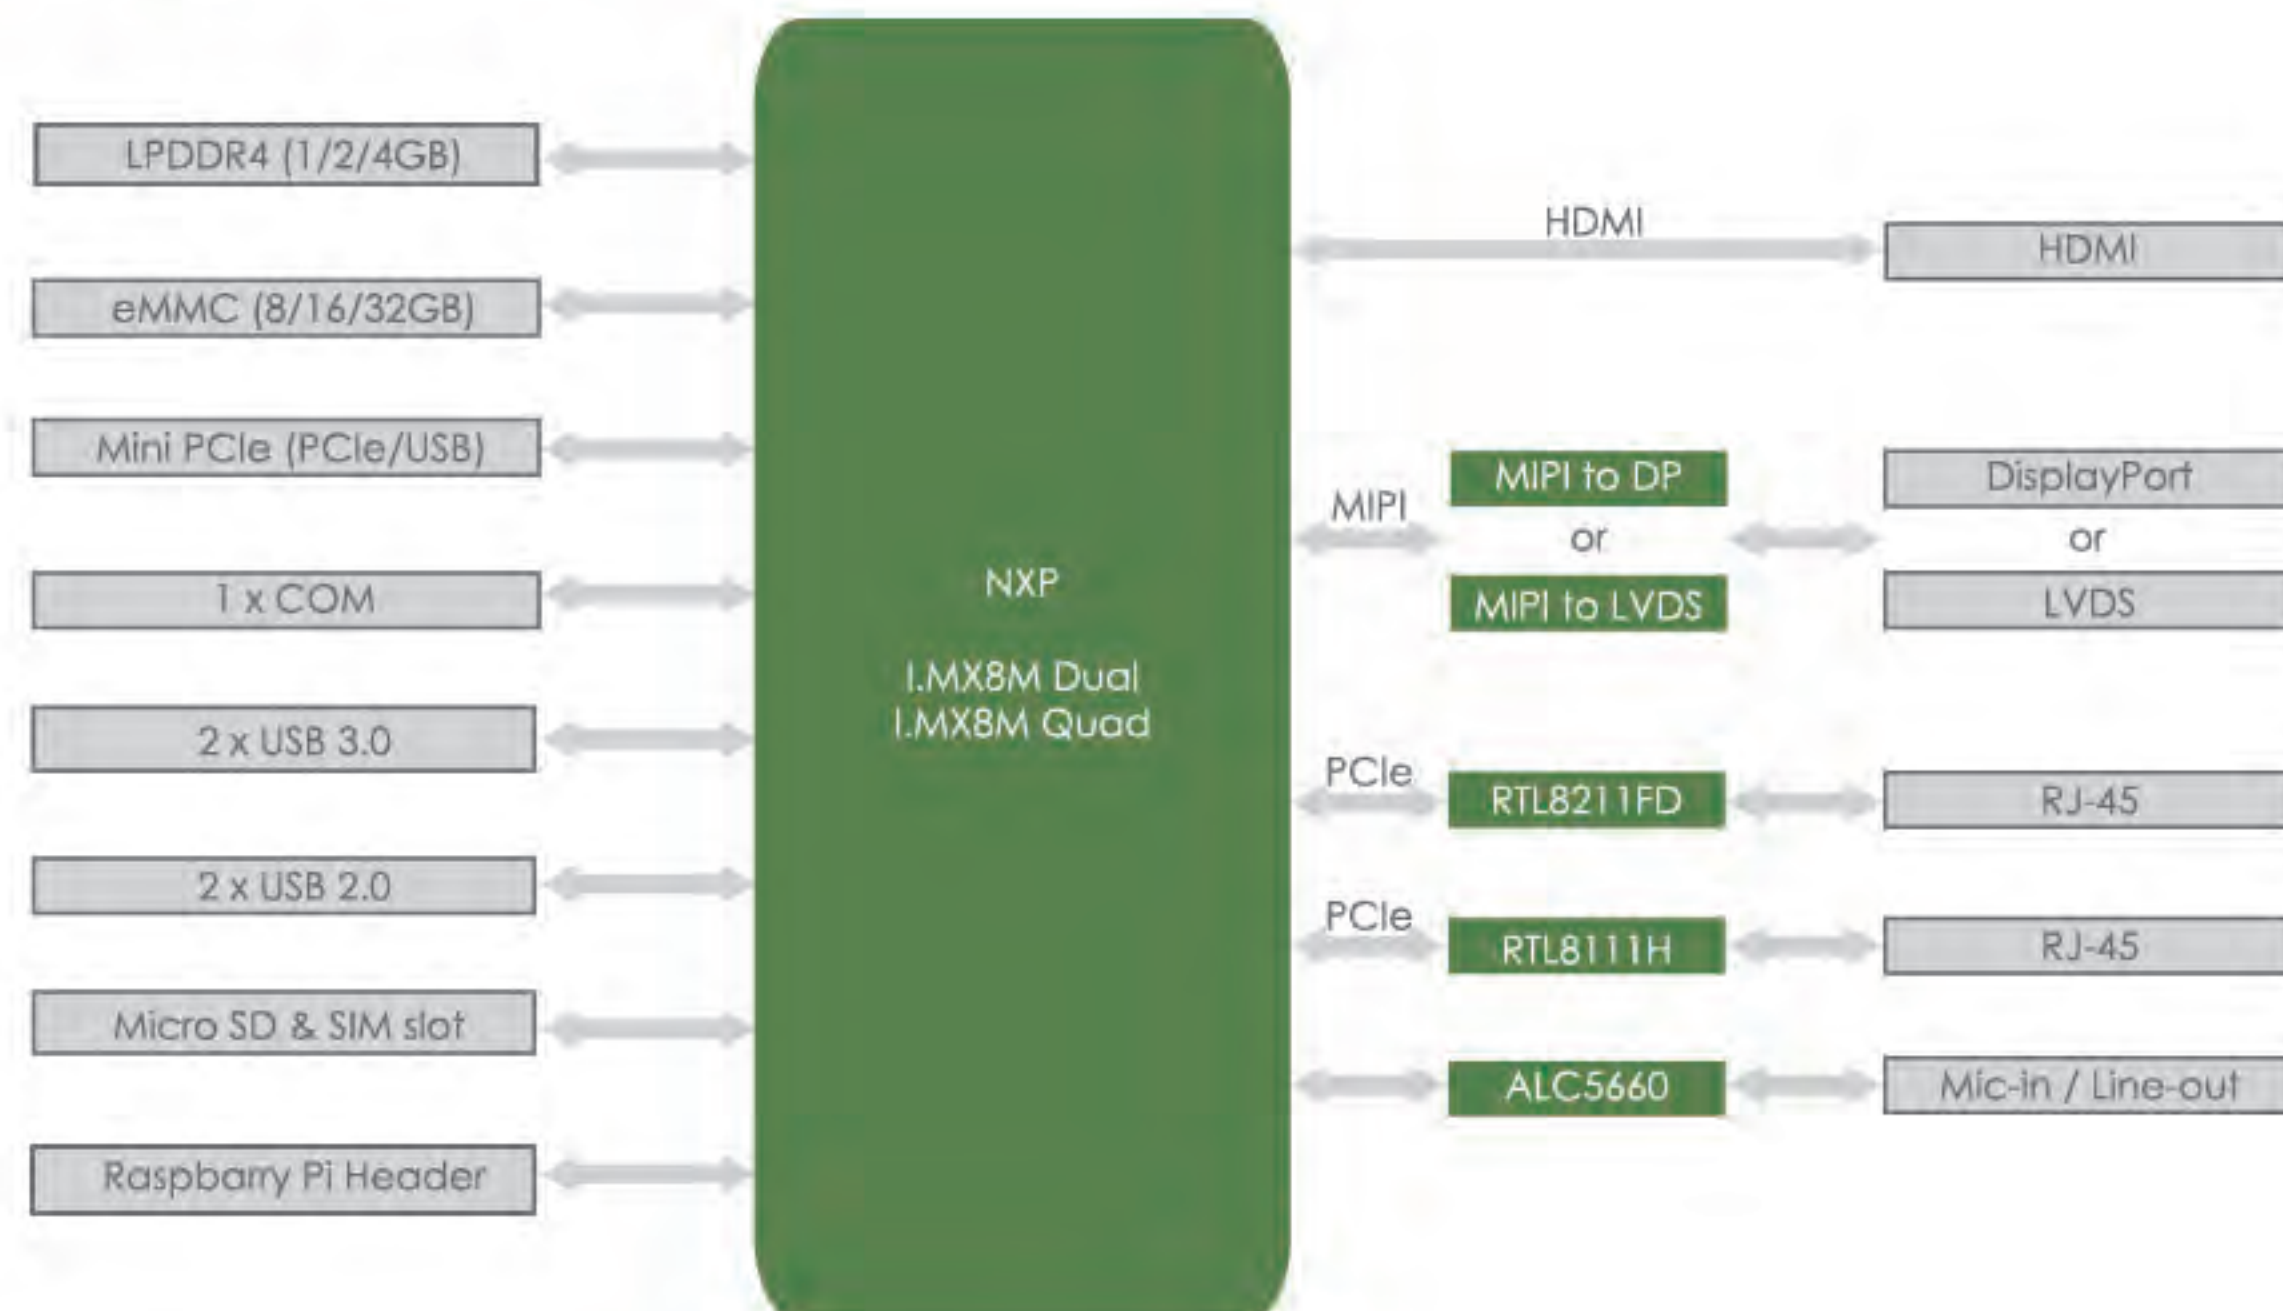 LPDDR4 (1/2/4GB)
eMMC (8/16/32GB)
Mini PCIe (PCIe/USB)
1 x COM
2 x USB 3.0
2 x USB 2.0
Micro SD & SIM slot
Raspbarry Pi Header
NXP
I.MX8M Dual
I.MX8M Quad
HDMI
HDMI
MIPI
MIPI to DP
or
MIPI to LVDS
DisplayPort
or
LVDS
PCIe
RTL8211FD
RJ-45
PCIe
RTL8111H
RJ-45
ALC5660
Mic-in / Line-out